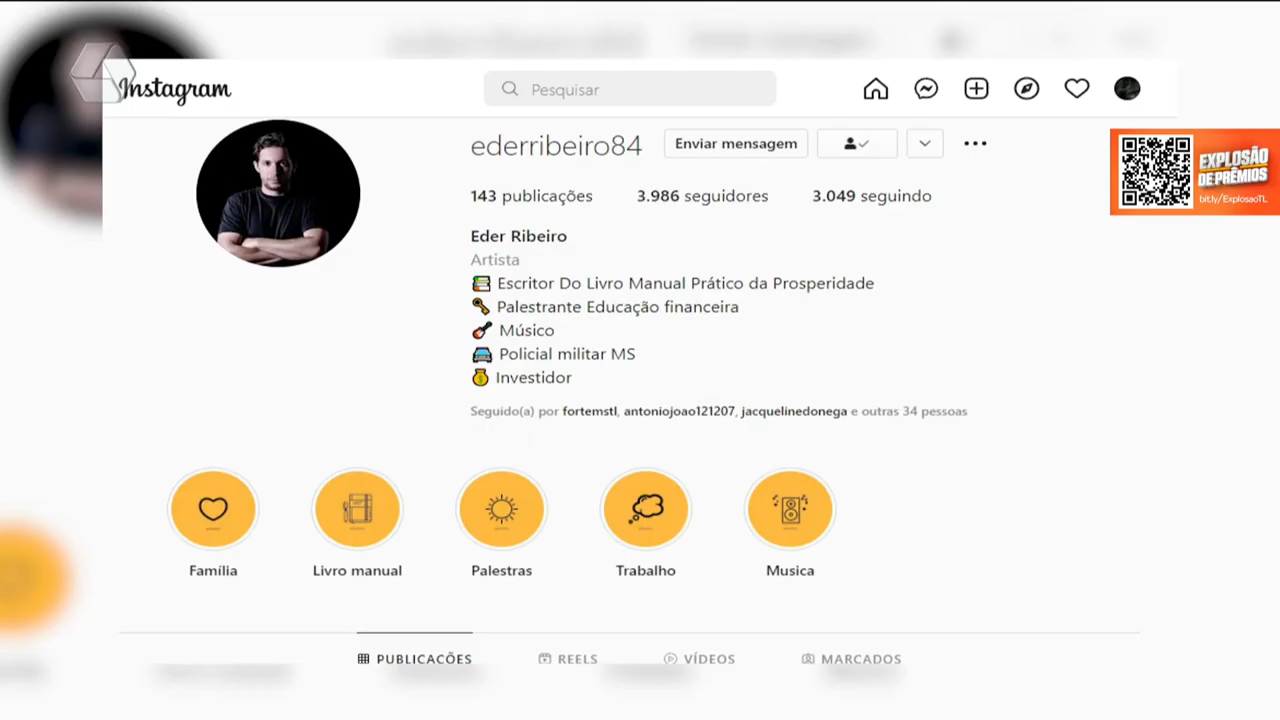 Instagram
Pesquisar
ederribeiro84 Enviar mensagem
143 publicações 3.986 seguidores 3.049 seguindo
EXPLOSÃO
DE PRÊMIOS
bit.ly/ExplosaoTL
Eder Ribeiro
Artista
Escritor Do Livro Manual Prático da Prosperidade
Palestrante Educação financeira
Músico
Policial militar MS
Investidor
Seguido(a) por fortemstl, antoniojoao121207, jacquelinedonega e outras 34 pessoas
Família Livro manual Palestras Trabalho Musica
PUBLICAÇÕES REELS VÍDEOS MARCADOS